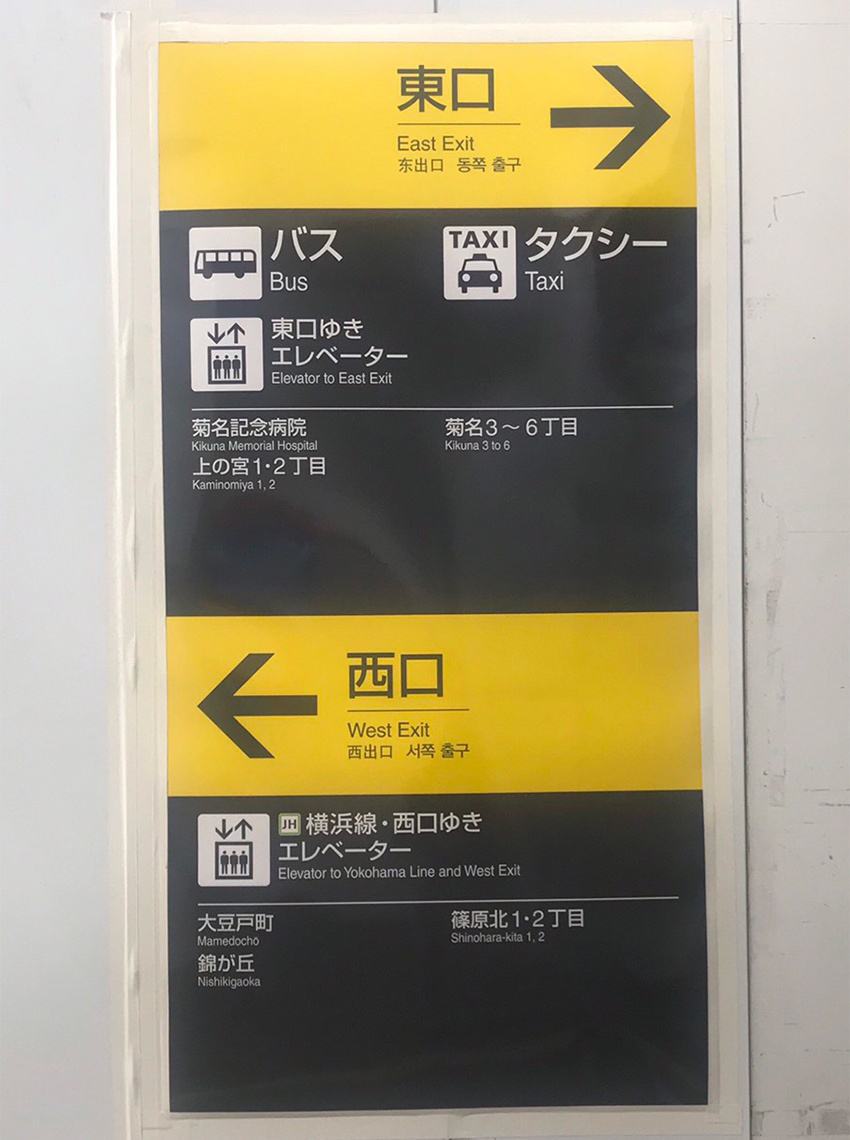 東口
East Exit
东出口 동쪽 출구
バス
Bus
TAXI
タクシー
Taxi
東口ゆき
エレベーター
Elevator to East Exit
菊名記念病院
Kikuna Memorial Hospital
上の宮1・2丁目
Kaminomiya 1, 2
菊名3～6丁目
Kikuna 3 to 6
西口
West Exit
西出口 서쪽 출구
JH 横浜線・西口ゆき
エレベーター
Elevator to Yokohama Line and West Exit
大豆戸町
Mamedochō
錦が丘
Nishikigaoka
篠原北1・2丁目
Shinohara-kita 1, 2